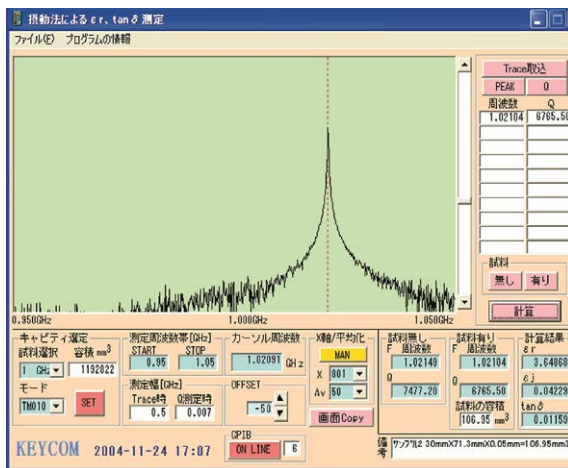 摂動法による εr、tanδ 測定
ファイル(F) プログラムの情報
Trace取込
PEAK Q
周波数 Q
1.02104 6765.50
0.950GHz 1.000GHz 1.050GHz
試料
無し 有り
計算
キャビティ選定
試料選択 容積 mm3
1 GHz 1192022
モード
TM010 SET
測定周波数帯[GHz]
START STOP
0.95 1.05
測定幅[GHz]
Trace時 Q測定時
0.5 0.007
カーソル周波数
1.02091 GHz
OFFSET
-50
X軸/平均化
MAN
X 801
Av 50
画面Copy
試料無し
F 周波数
1.02149
Q
7477.20
試料有り
F 周波数
1.02104
Q
6765.50
試料の容積
106.95 mm3
計算結果
εr
3.64868
εj
0.04229
tanδ
0.01159
KEYCOM 2004-11-24 17:07
GPIB
ON LINE 6
備考 サンプル2 30mmX71.3mmX0.05mm=106.95mm3